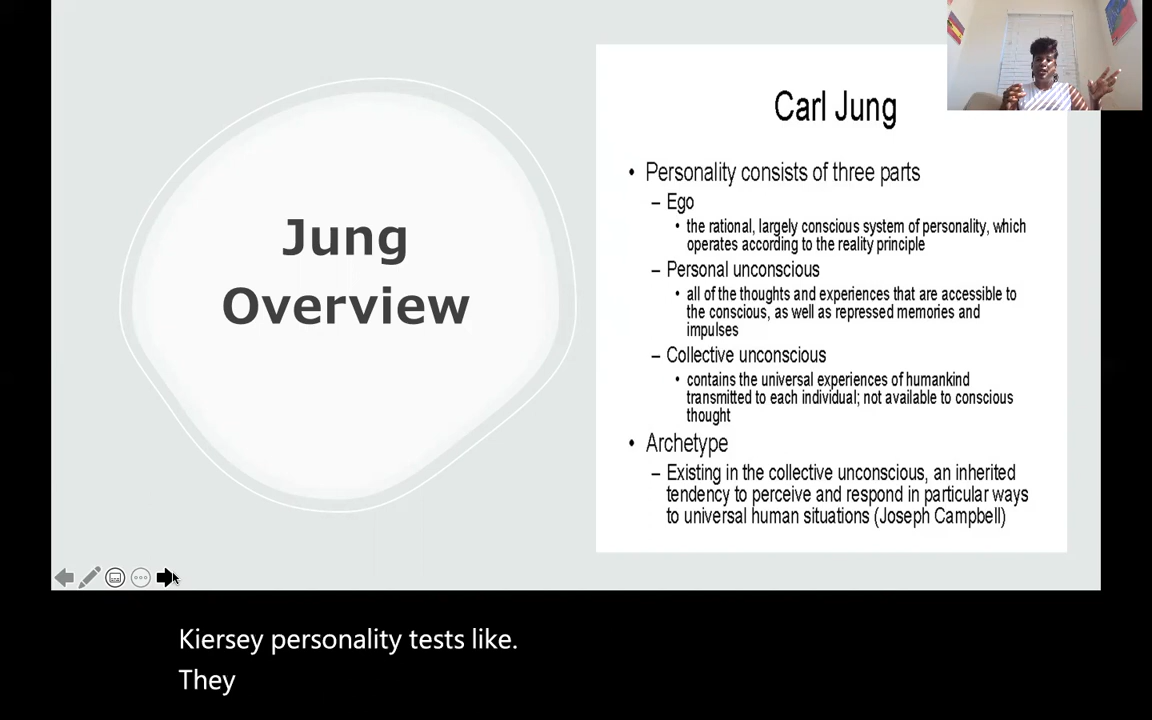 Jung
Overview
Carl Jung
• Personality consists of three parts
– Ego
• the rational, largely conscious system of personality, which
operates according to the reality principle
– Personal unconscious
• all of the thoughts and experiences that are accessible to
the conscious, as well as repressed memories and
impulses
– Collective unconscious
• contains the universal experiences of humankind
transmitted to each individual; not available to conscious
thought
• Archetype
– Existing in the collective unconscious, an inherited
tendency to perceive and respond in particular ways
to universal human situations (Joseph Campbell)
Kiersey personality tests like.
They